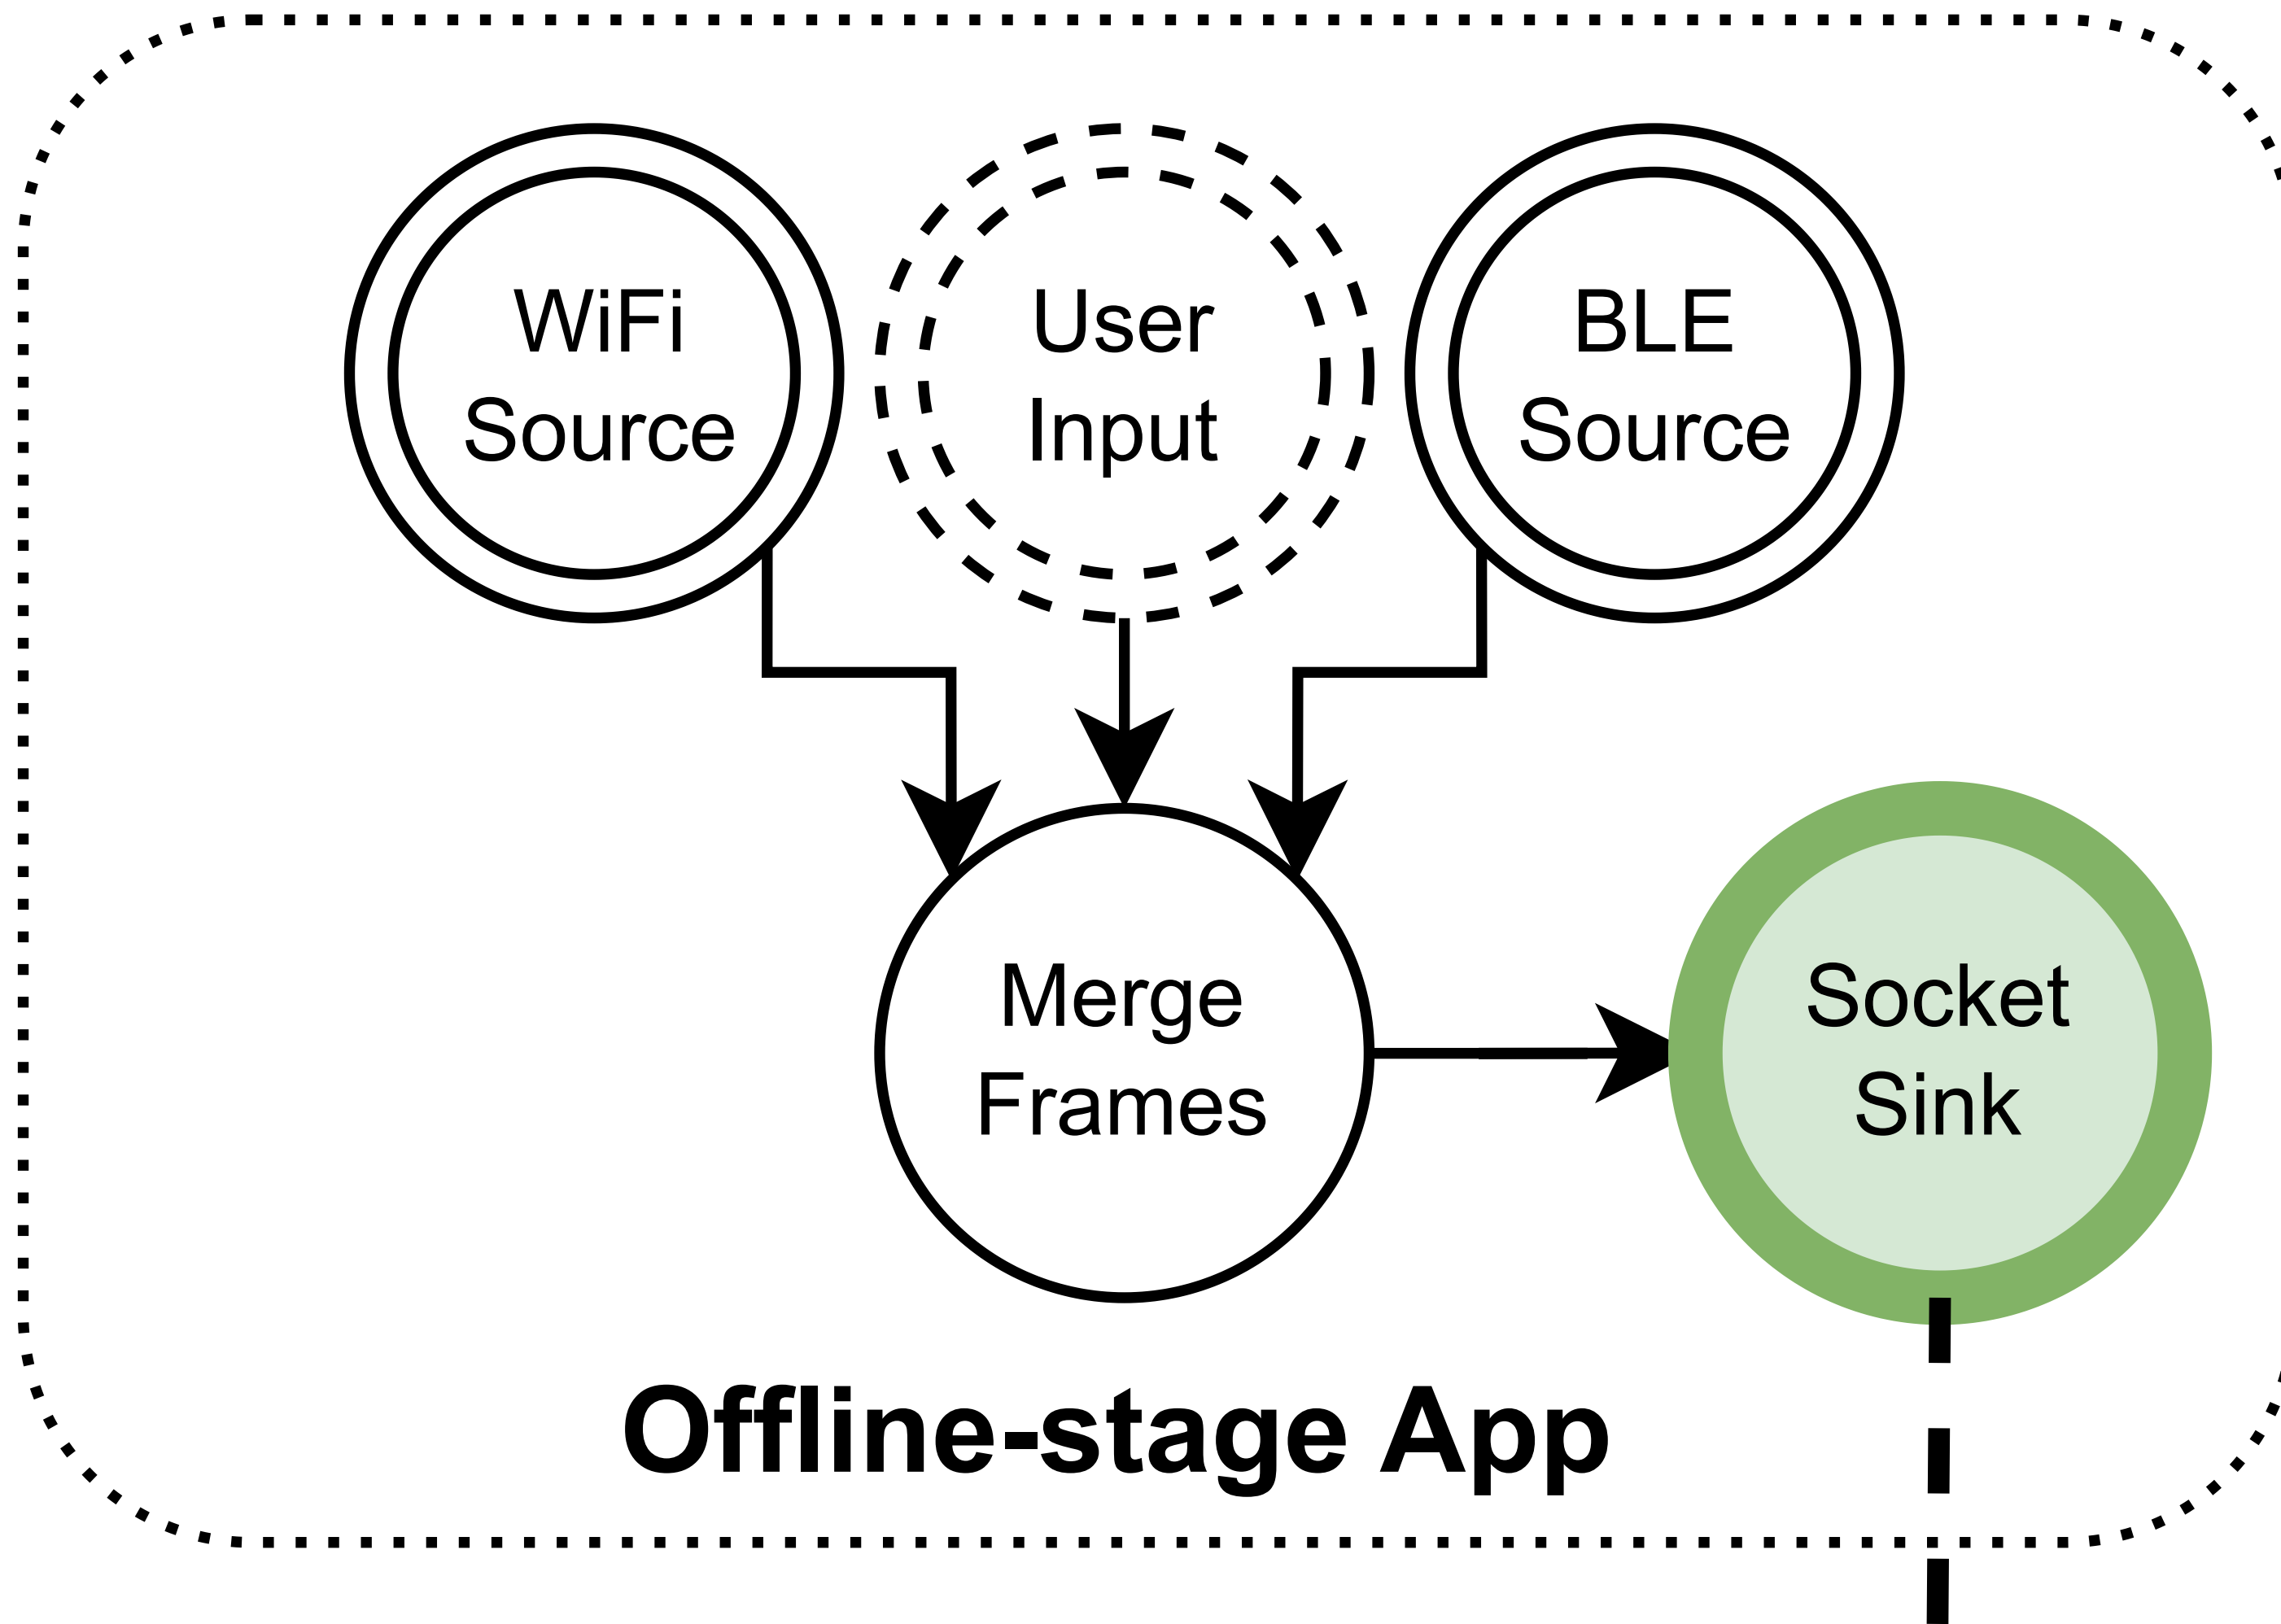 WiFi
Source
User
Input
BLE
Source
Merge
Frames
Socket
Sink
Offline-stage App